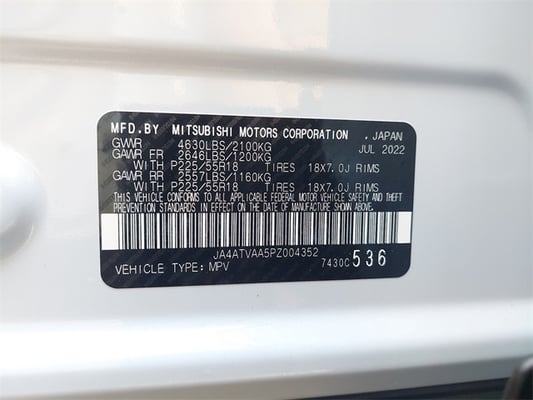 MFD.BY MITSUBISHI MOTORS CORPORATION , JAPAN
GVWR 4630LBS/2100KG JUL 2022
GAWR FR 2646LBS/1200KG
WITH P225/55R18 TIRES 18X7.0J RIMS
GAWR RR 2557LBS/1160KG
WITH P225/55R18 TIRES 18X7.0J RIMS
THIS VEHICLE CONFORMS TO ALL APPLICABLE FEDERAL MOTOR VEHICLE SAFETY AND THEFT
PREVENTION STANDARDS IN EFFECT ON THE DATE OF MANUFACTURE SHOWN ABOVE.
JA4ATVAA5PZ004352
VEHICLE TYPE: MPV 7430C 536